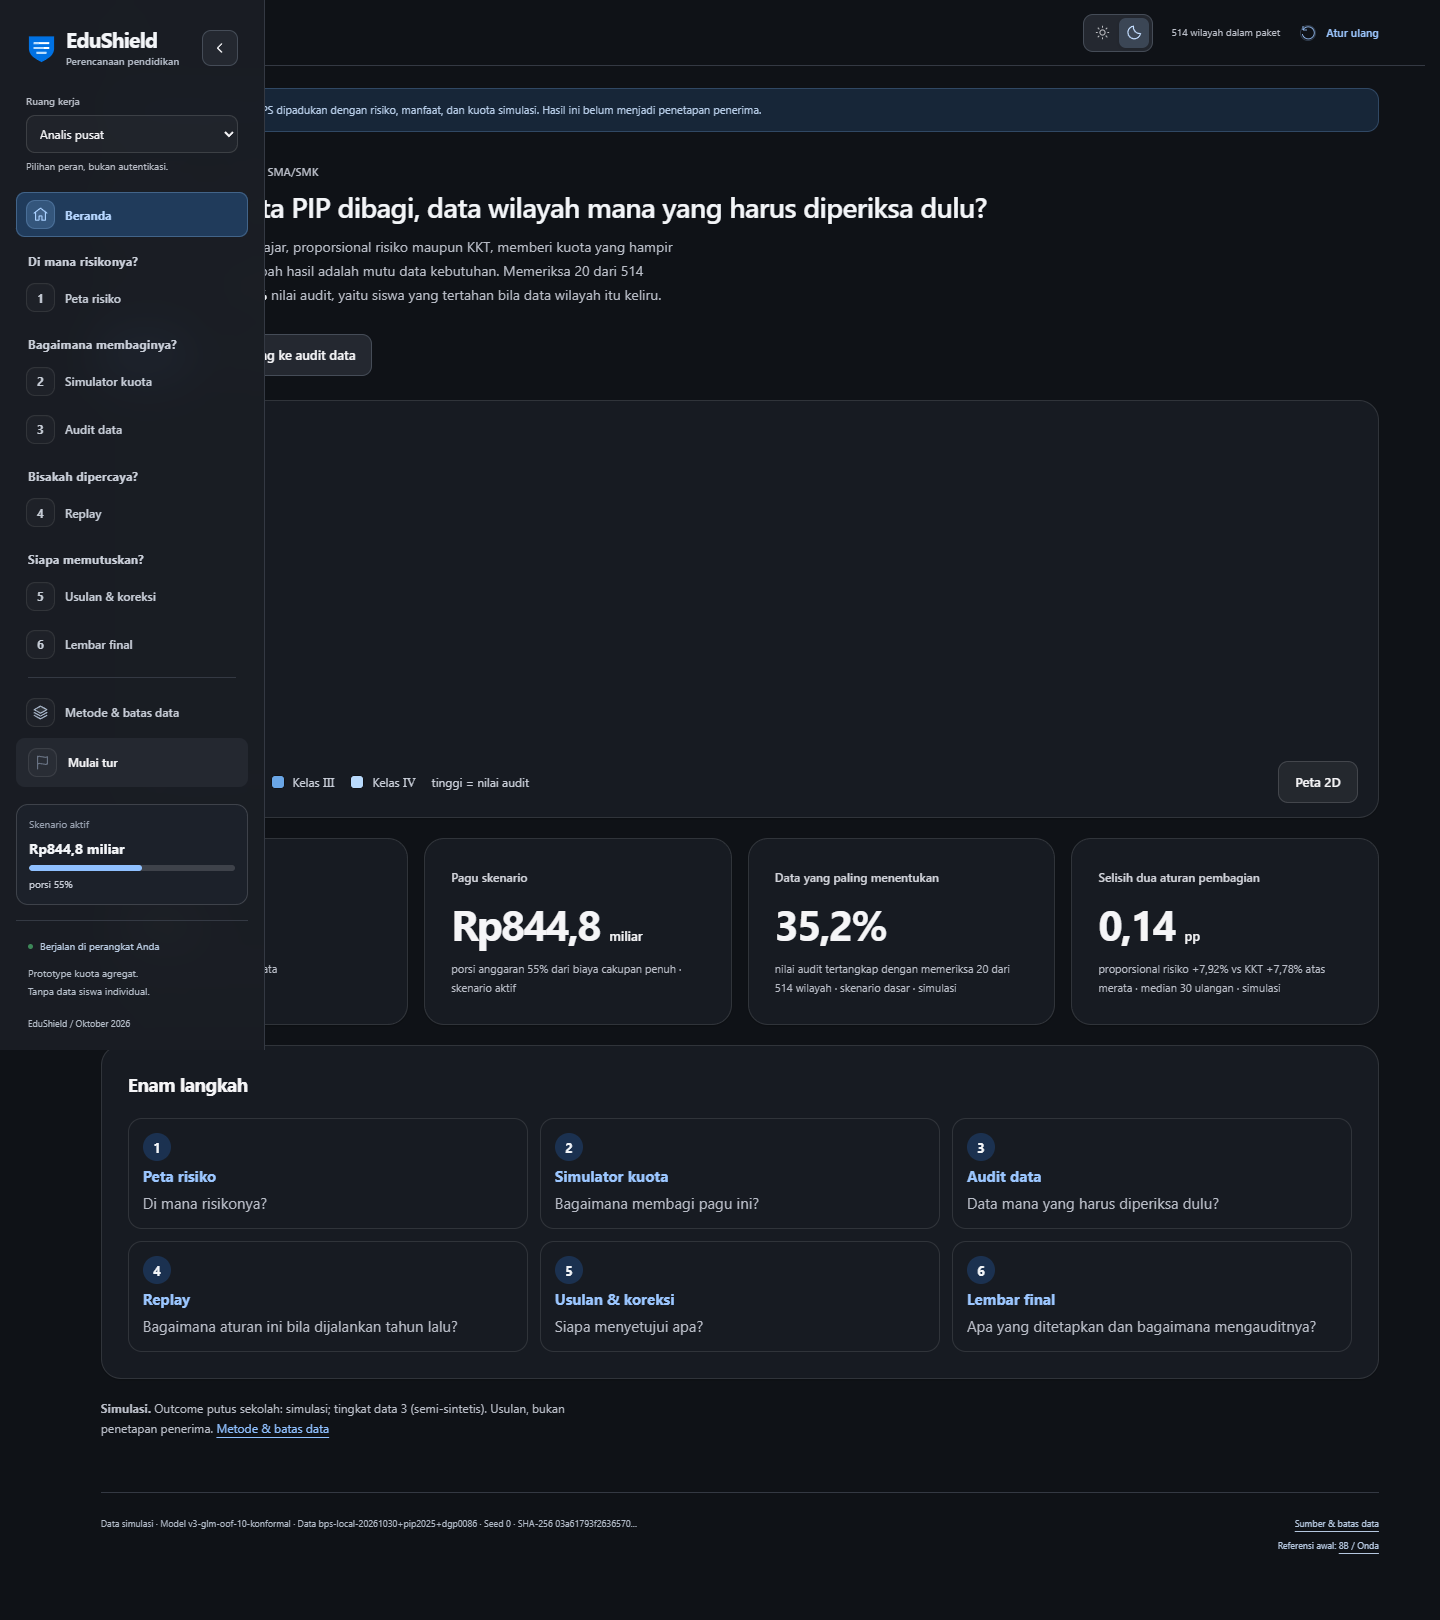 EduShield
Perencanaan pendidikan
Ruang kerja
Analis pusat
Pilihan peran, bukan autentikasi.
Beranda
Di mana risikonya?
1 Peta risiko
Bagaimana membaginya?
2 Simulator kuota
3 Audit data
Bisakah dipercaya?
4 Replay
Siapa memutuskan?
5 Usulan & koreksi
6 Lembar final
Metode & batas data
Mulai tur
Skenario aktif
Rp844,8 miliar
porsi 55%
Berjalan di perangkat Anda
Prototype kuota agregat.
Tanpa data siswa individual.
EduShield / Oktober 2026
514 wilayah dalam paket
Atur ulang
PS dipadukan dengan risiko, manfaat, dan kuota simulasi. Hasil ini belum menjadi penetapan penerima.
SMA/SMK
ta PIP dibagi, data wilayah mana yang harus diperiksa dulu?
ajar, proporsional risiko maupun KKT, memberi kuota yang hampir
bah hasil adalah mutu data kebutuhan. Memeriksa 20 dari 514
nilai audit, yaitu siswa yang tertahan bila data wilayah itu keliru.
ng ke audit data
Kelas III
Kelas IV
tinggi = nilai audit
Peta 2D
ata
Pagu skenario
Rp844,8 miliar
porsi anggaran 55% dari biaya cakupan penuh ·
skenario aktif
Data yang paling menentukan
35,2%
nilai audit tertangkap dengan memeriksa 20 dari
514 wilayah · skenario dasar · simulasi
Selisih dua aturan pembagian
0,14 pp
proporsional risiko +7,92% vs KKT +7,78% atas
merata · median 30 ulangan · simulasi
Enam langkah
1
Peta risiko
Di mana risikonya?
2
Simulator kuota
Bagaimana membagi pagu ini?
3
Audit data
Data mana yang harus diperiksa dulu?
4
Replay
Bagaimana aturan ini bila dijalankan tahun lalu?
5
Usulan & koreksi
Siapa menyetujui apa?
6
Lembar final
Apa yang ditetapkan dan bagaimana mengauditnya?
Simulasi. Outcome putus sekolah: simulasi; tingkat data 3 (semi-sintetis). Usulan, bukan
penetapan penerima. Metode & batas data
Data simulasi · Model v3-glm-oof-10-konformal · Data bps-local-20261030+pip2025+dgp0086 · Seed 0 · SHA-256 03a61793f2636570...
Sumber & batas data
Referensi awal: 8B / Onda